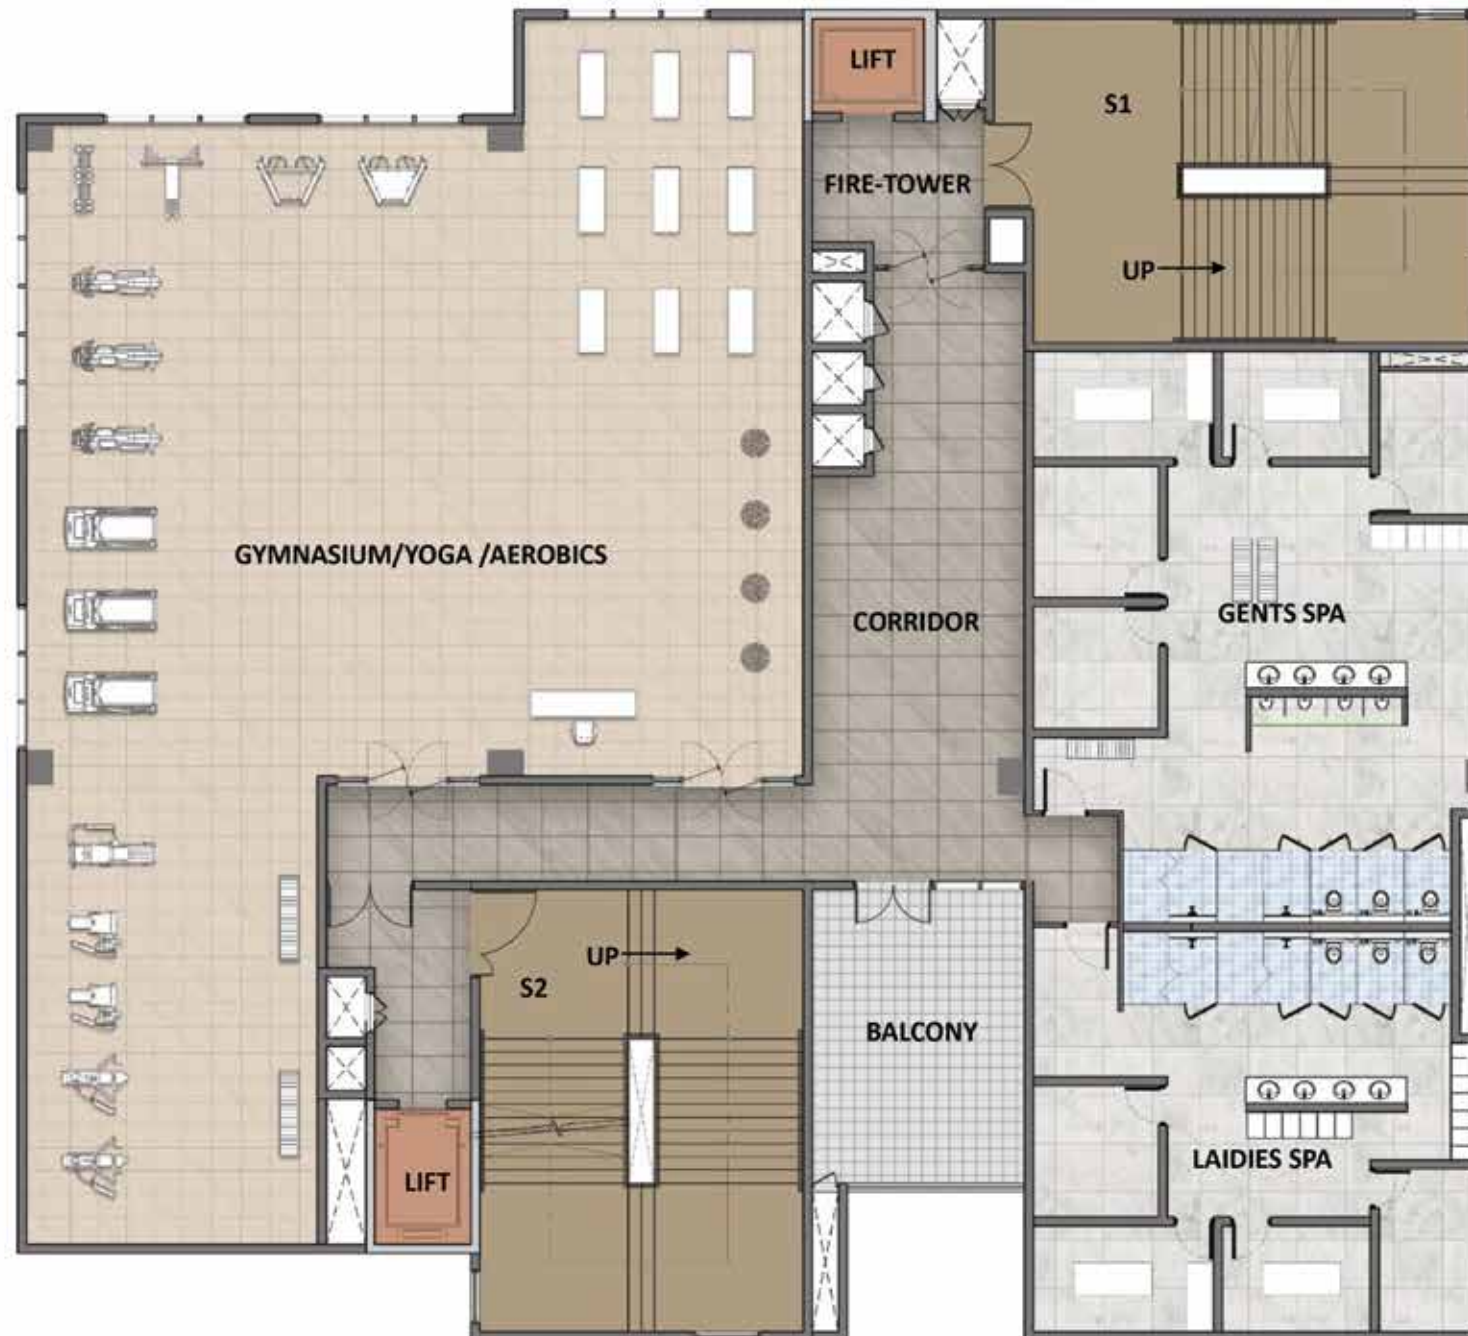 LIFT
S1
FIRE-TOWER
UP
GYMNASIUM/YOGA /AEROBICS
CORRIDOR
GENTS SPA
UP
S2
BALCONY
LAIDIES SPA
LIFT